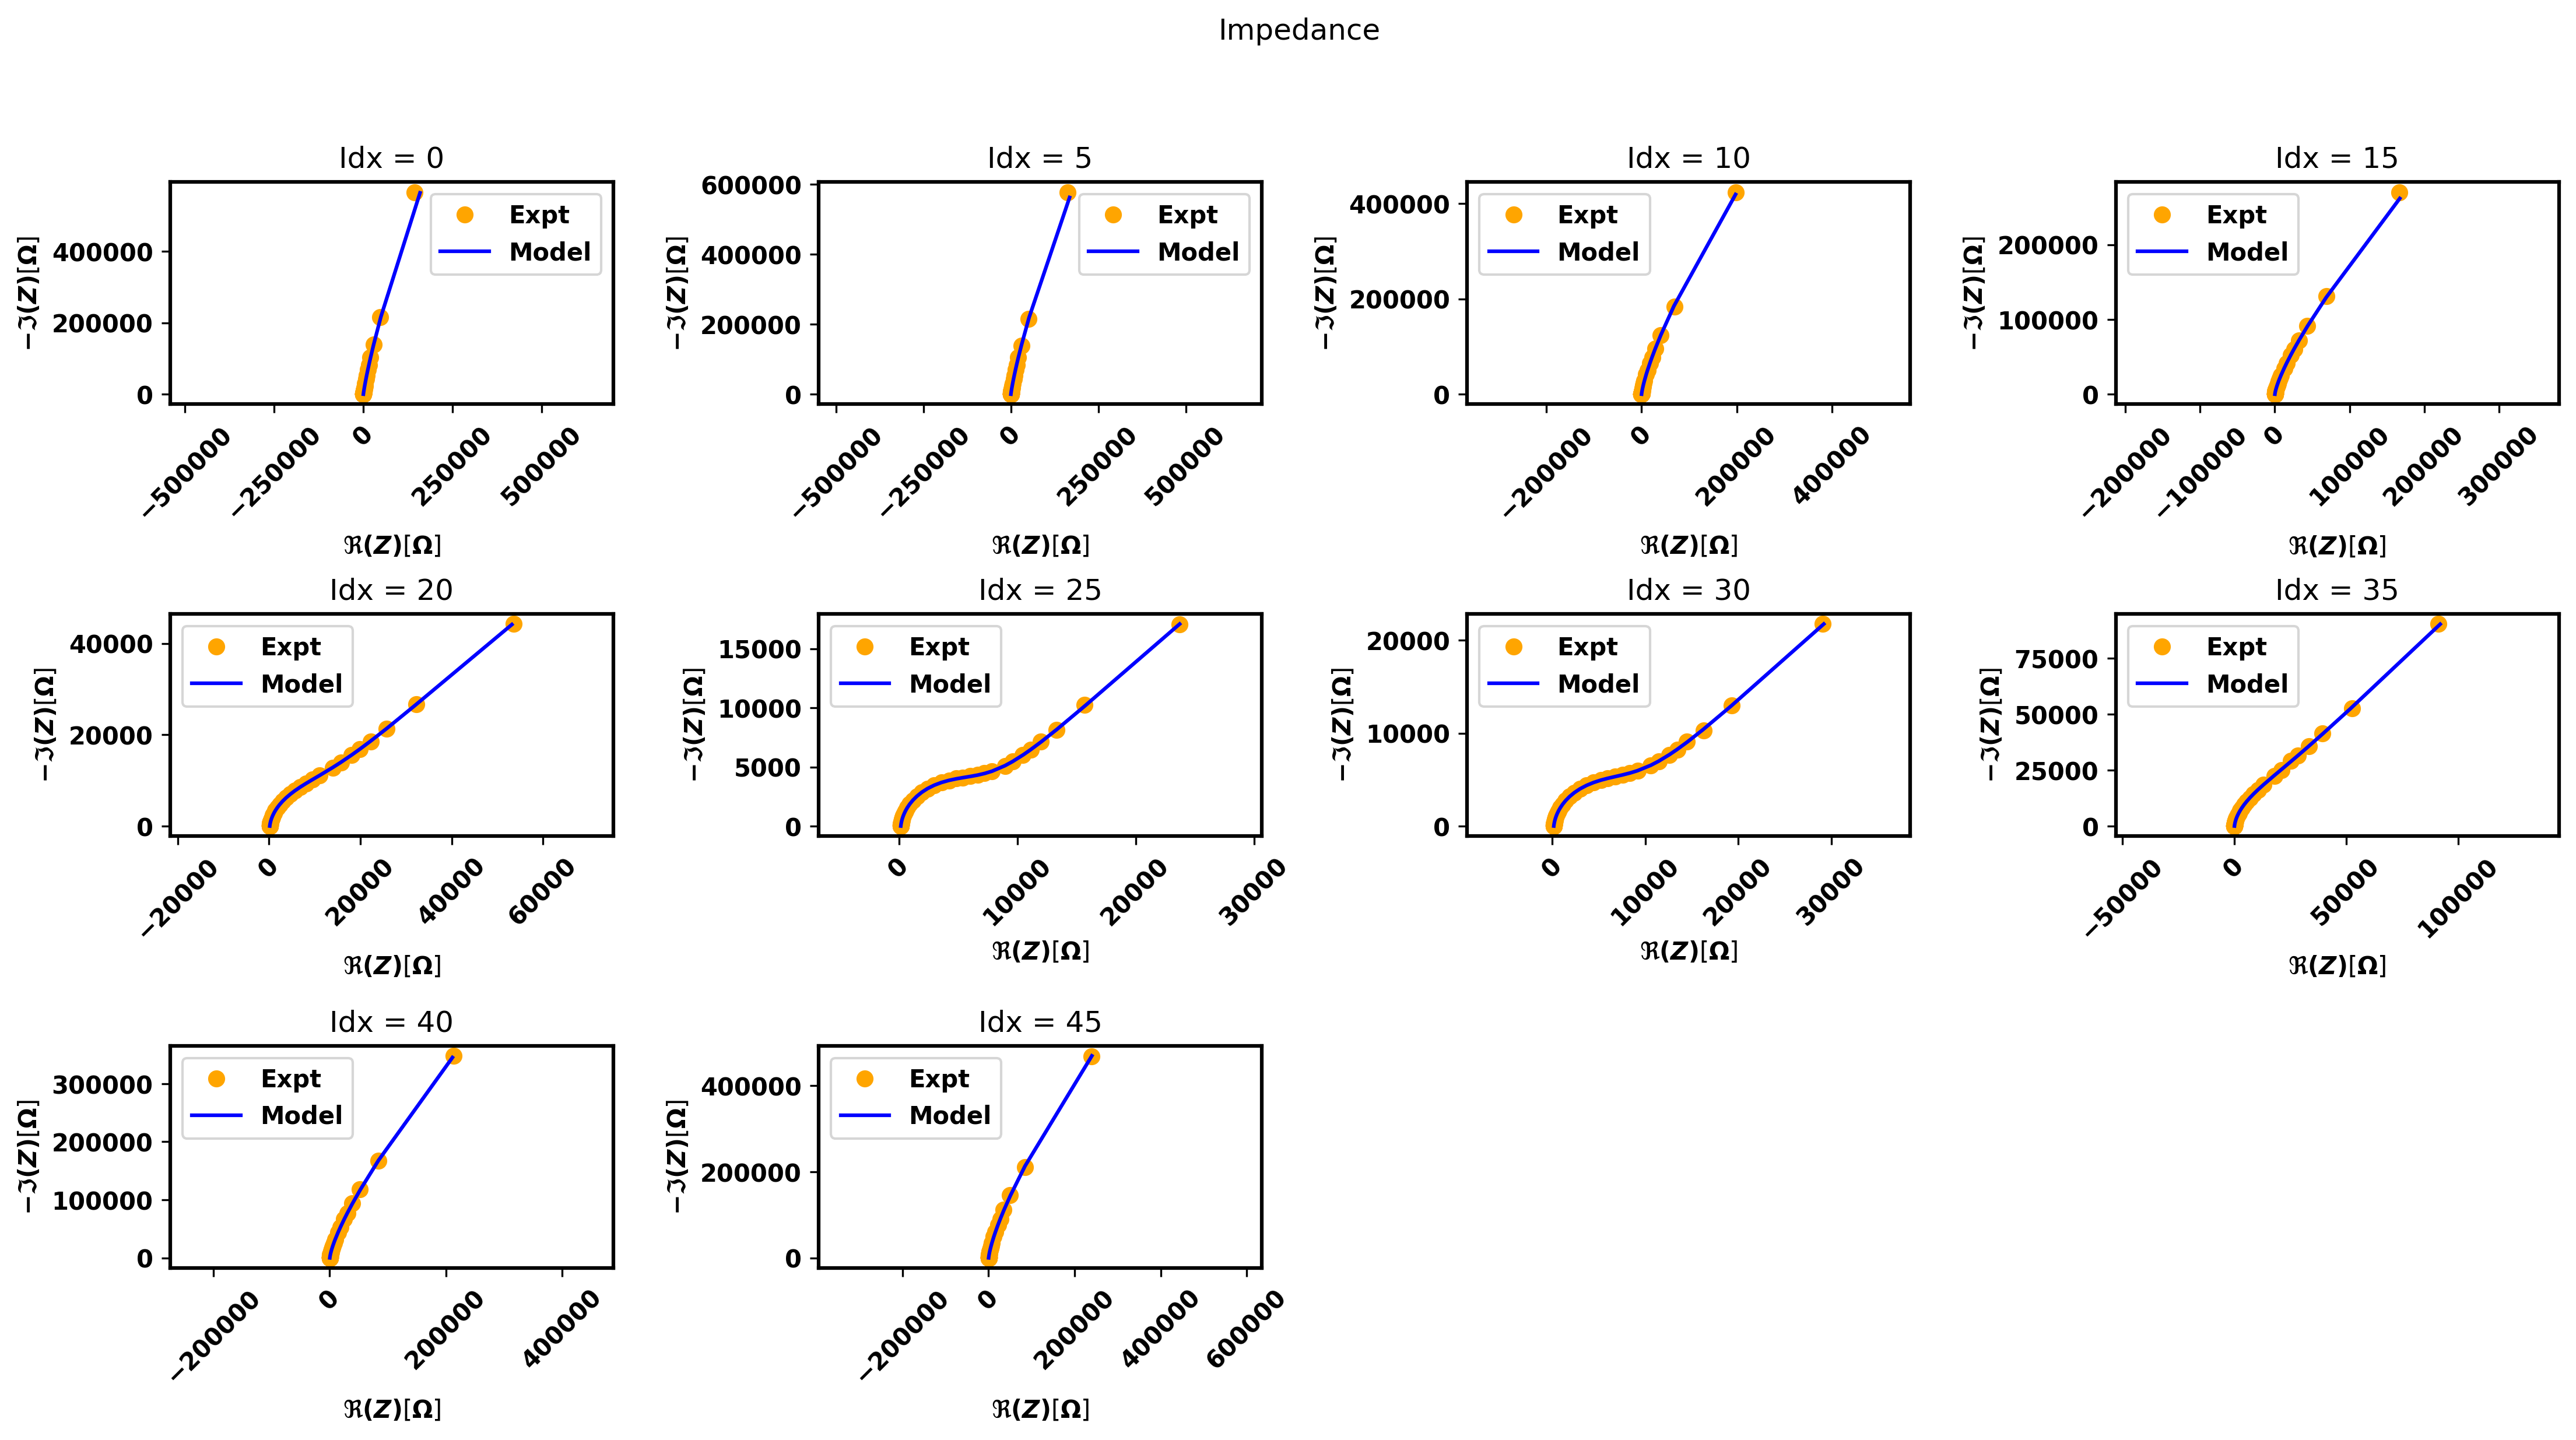 Impedance
Idx = 0
−ℑ(Z)[Ω]
400000
200000
0
Expt
Model
−500000
−250000
0
250000
500000
ℜ(Z)[Ω]
Idx = 5
−ℑ(Z)[Ω]
600000
400000
200000
0
Expt
Model
−500000
−250000
0
250000
500000
ℜ(Z)[Ω]
Idx = 10
−ℑ(Z)[Ω]
400000
200000
0
Expt
Model
−200000
0
200000
400000
ℜ(Z)[Ω]
Idx = 15
−ℑ(Z)[Ω]
200000
100000
0
Expt
Model
−200000
−100000
0
100000
200000
300000
ℜ(Z)[Ω]
Idx = 20
−ℑ(Z)[Ω]
40000
20000
0
Expt
Model
−20000
0
20000
40000
60000
ℜ(Z)[Ω]
Idx = 25
−ℑ(Z)[Ω]
15000
10000
5000
0
Expt
Model
0
10000
20000
30000
ℜ(Z)[Ω]
Idx = 30
−ℑ(Z)[Ω]
20000
10000
0
Expt
Model
0
10000
20000
30000
ℜ(Z)[Ω]
Idx = 35
−ℑ(Z)[Ω]
75000
50000
25000
0
Expt
Model
−50000
0
50000
100000
ℜ(Z)[Ω]
Idx = 40
−ℑ(Z)[Ω]
300000
200000
100000
0
Expt
Model
−200000
0
200000
400000
ℜ(Z)[Ω]
Idx = 45
−ℑ(Z)[Ω]
400000
200000
0
Expt
Model
−200000
0
200000
400000
600000
ℜ(Z)[Ω]